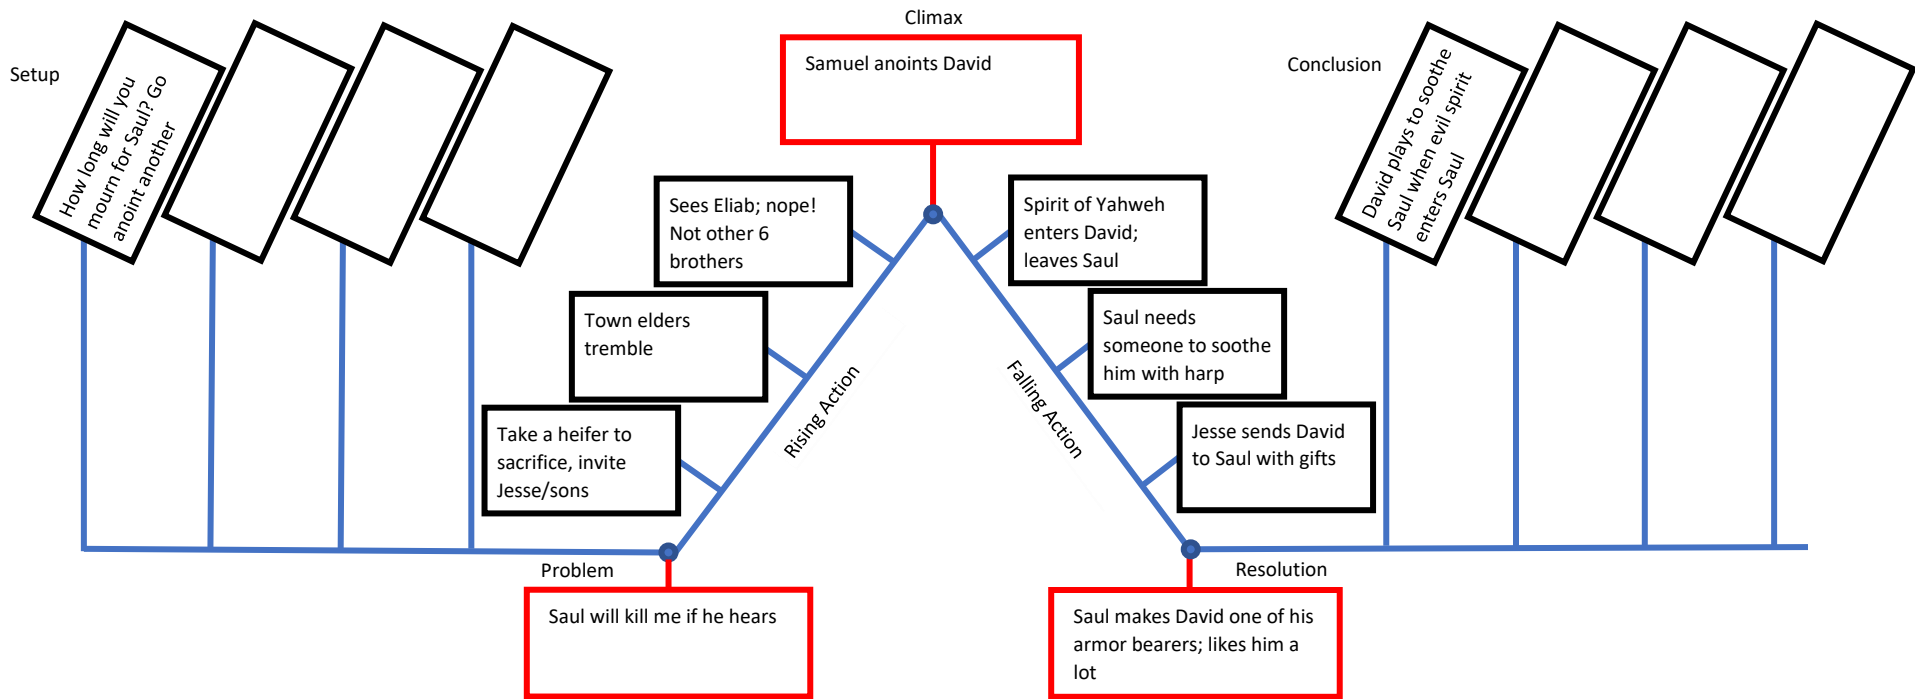 Setup
How long will you
mourn for Saul? Go
anoint another
Problem
Saul will kill me if he hears
Rising Action
Take a heifer to
sacrifice, invite
Jesse/sons
Town elders
tremble
Sees Eliab; nope!
Not other 6
brothers
Climax
Samuel anoints David
Falling Action
Spirit of Yahweh
enters David;
leaves Saul
Saul needs
someone to soothe
him with harp
Jesse sends David
to Saul with gifts
Resolution
Saul makes David one of his
armor bearers; likes him a
lot
Conclusion
David plays to soothe
Saul when evil spirit
enters Saul